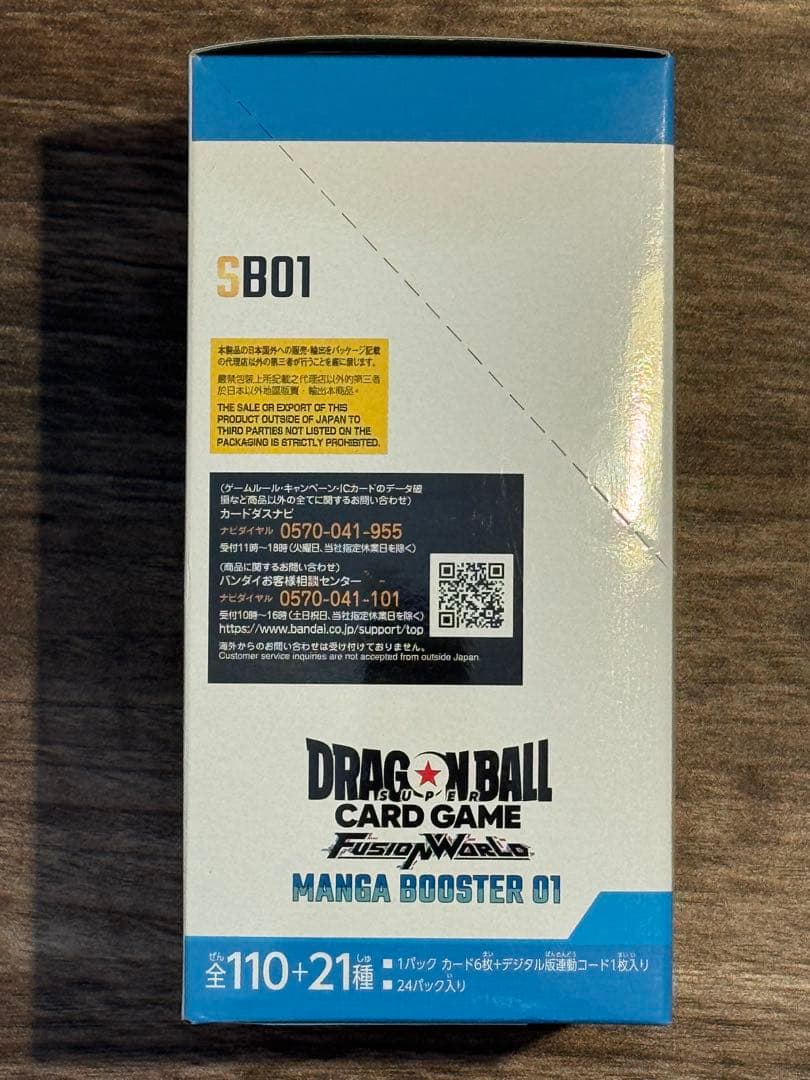 SB01
本製品の日本国外への販売・輸出をパッケージ記載
の代理店以外の第三者が行うことを厳に禁じます。
嚴禁包裝上所記載之代理店以外的第三者
於日本以外地區販賣・輸出本商品。
THE SALE OR EXPORT OF THIS
PRODUCT OUTSIDE OF JAPAN TO
THIRD PARTIES NOT LISTED ON THE
PACKAGING IS STRICTLY PROHIBITED.
(ゲームルール・キャンペーン・ICカードのデータ破
損など商品以外の全てに関するお問い合わせ)
カードダスナビ
ナビダイヤル 0570-041-955
受付11時~18時(火曜日、当社指定休業日を除く)
(商品に関するお問い合わせ)
バンダイお客様相談センター
ナビダイヤル 0570-041-101
受付10時~16時(土日祝日、当社指定休業日を除く)
https://www.bandai.co.jp/support/top
海外からのお問い合わせは受け付けておりません。
Customer service inquiries are not accepted from outside Japan.
DRAGON BALL
SUPER
CARD GAME
FUSION WORLD
MANGA BOOSTER 01
全110+21種
1パック カード6枚+デジタル版連動コード1枚入り
24パック入り